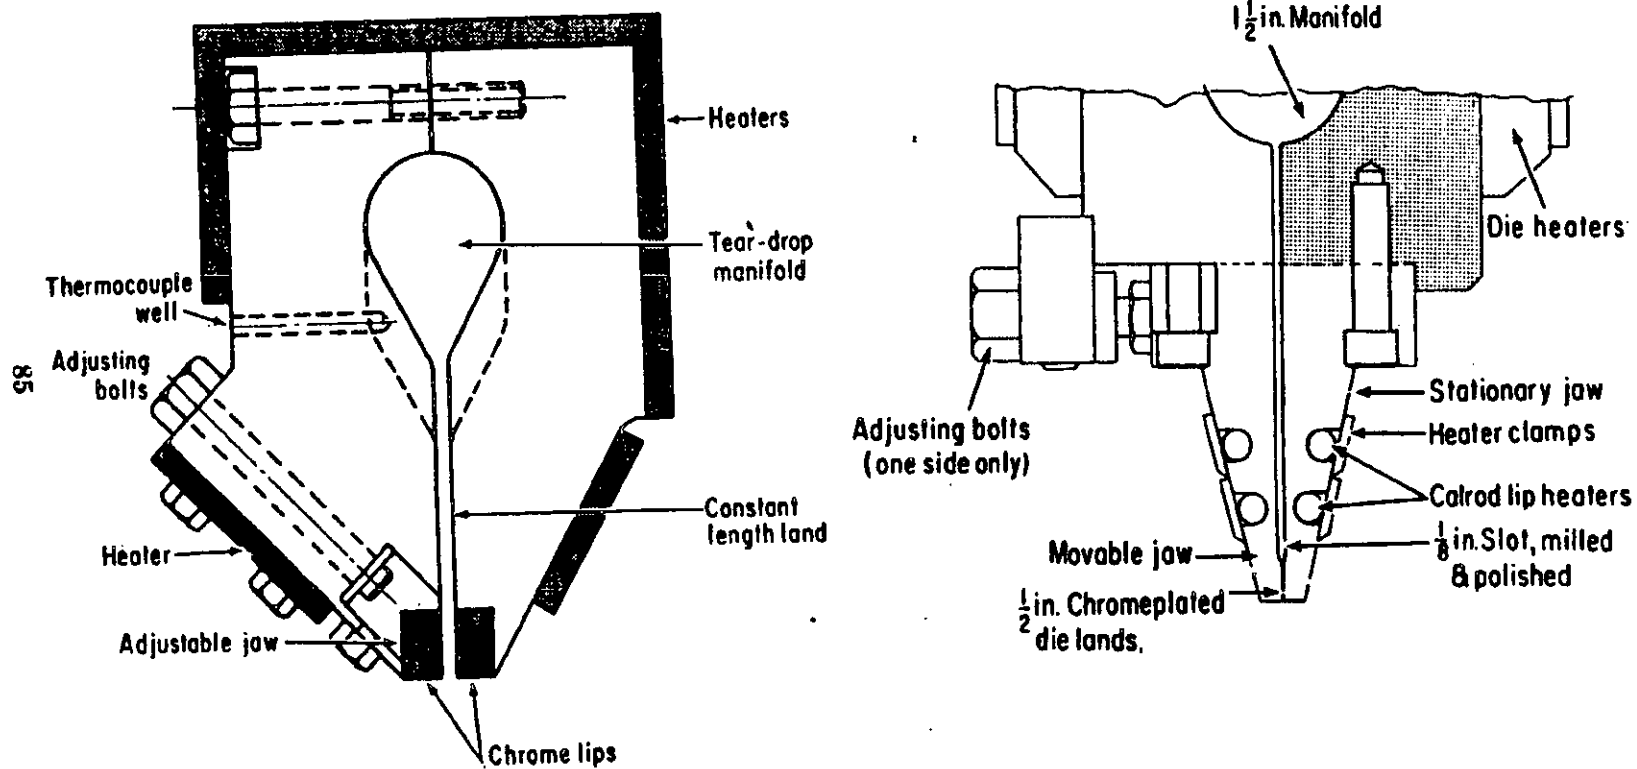 Heaters
Tear-drop
manifold
Thermocouple
well
Adjusting
bolts
85
Constant
length land
Heater
Adjustable jaw
Chrome lips
1 1/2 in. Manifold
Die heaters
Adjusting bolts
(one side only)
Stationary jaw
Heater clamps
Calrod lip heaters
Movable jaw
1/8 in. Slot, milled
& polished
1/2 in. Chromeplated
die lands.